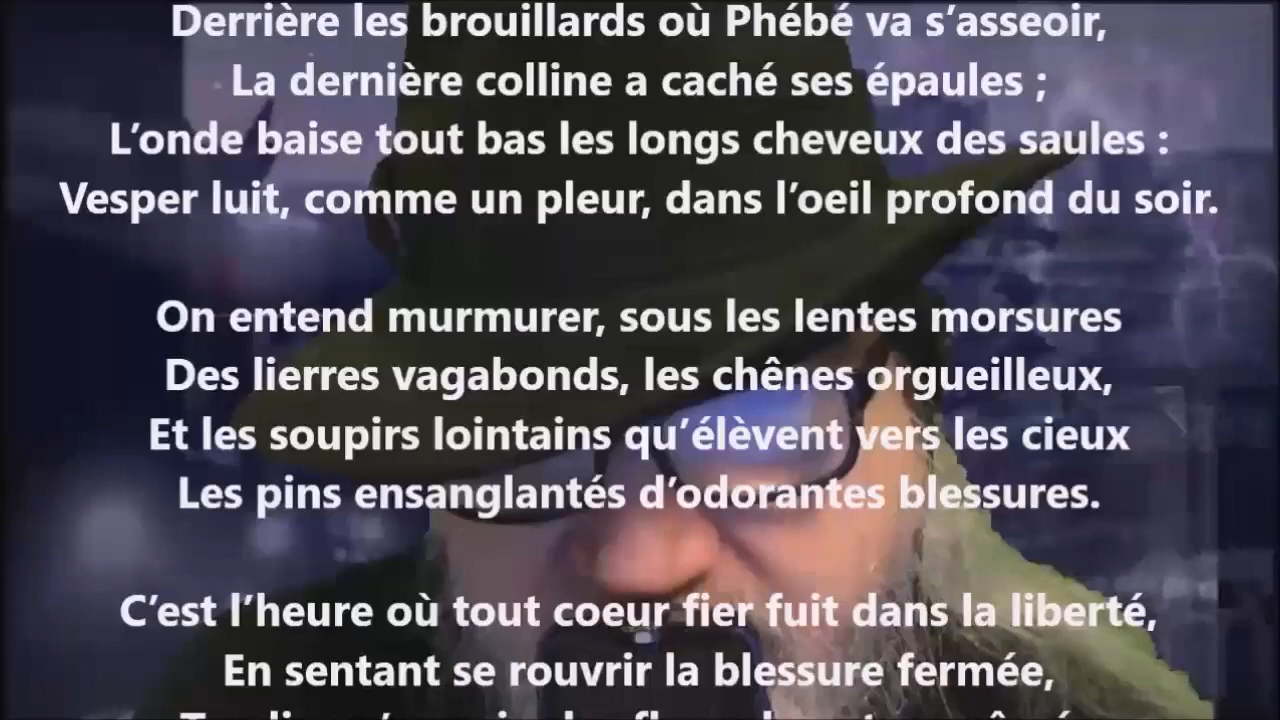 Derrière les brouillards où Phébé va s’asseoir,
La dernière colline a caché ses épaules ;
L’onde baise tout bas les longs cheveux des saules :
Vesper luit, comme un pleur, dans l’oeil profond du soir.
On entend murmurer, sous les lentes morsures
Des lierres vagabonds, les chênes orgueilleux,
Et les soupirs lointains qu’élèvent vers les cieux
Les pins ensanglantés d’odorantes blessures.
C’est l’heure où tout coeur fier fuit dans la liberté,
En sentant se rouvrir la blessure fermée,